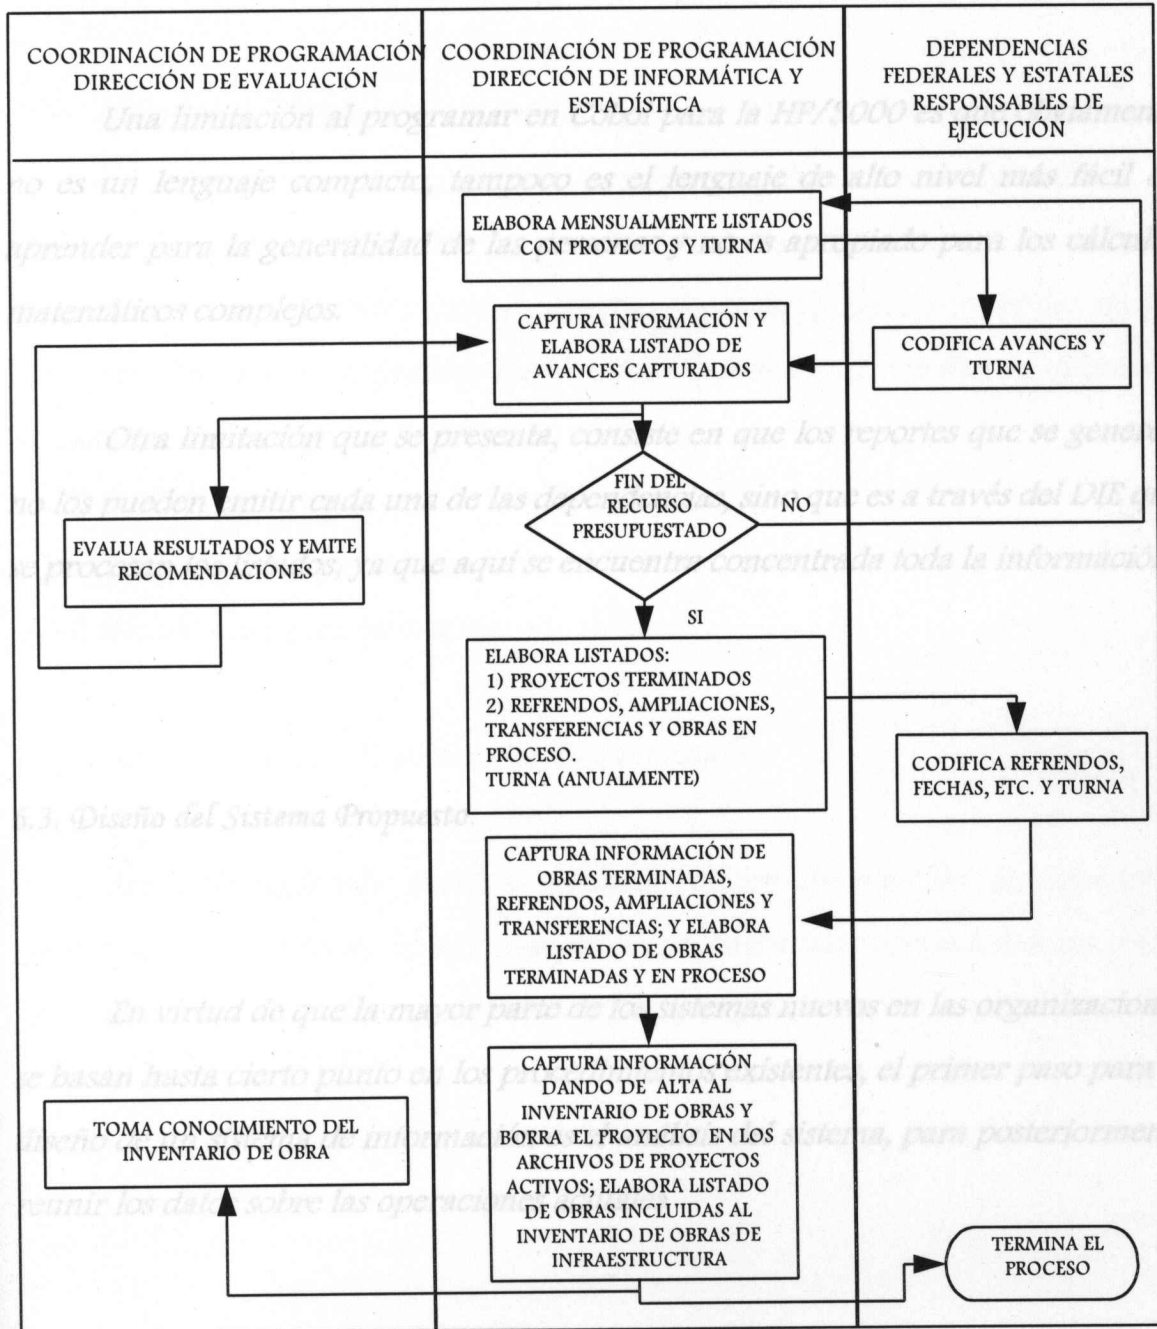 COORDINACIÓN DE PROGRAMACIÓN
DIRECCIÓN DE EVALUACIÓN
COORDINACIÓN DE PROGRAMACIÓN
DIRECCIÓN DE INFORMÁTICA Y
ESTADÍSTICA
DEPENDENCIAS
FEDERALES Y ESTATALES
RESPONSABLES DE
EJECUCIÓN
Una limitación al programar en Cobol para la HP/3000 es que
no es un lenguaje compacto, tampoco es el lenguaje de alto nivel más fácil
aprender para la generalidad de las apropiado para los
matemáticos complejos.
ELABORA MENSUALMENTE LISTADOS
CON PROYECTOS Y TURNA
CAPTURA INFORMACIÓN Y
ELABORA LISTADO DE
AVANCES CAPTURADOS
CODIFICA AVANCES Y
TURNA
Otra limitación que se presenta, consiste en que los reportes que se
no los pueden emitir cada una de las dependencias, sino que es a través del DIE
se procesan los listados, ya que aquí se encuentra concentrada toda la información
FIN DEL
RECURSO
PRESUPUESTADO
NO
EVALUA RESULTADOS Y EMITE
RECOMENDACIONES
SI
ELABORA LISTADOS:
1) PROYECTOS TERMINADOS
2) REFRENDOS, AMPLIACIONES,
TRANSFERENCIAS Y OBRAS EN
PROCESO.
TURNA (ANUALMENTE)
CODIFICA REFRENDOS,
FECHAS, ETC. Y TURNA
6.3. Diseño del Sistema Propuesto.
CAPTURA INFORMACIÓN DE
OBRAS TERMINADAS,
REFRENDOS, AMPLIACIONES Y
TRANSFERENCIAS; Y ELABORA
LISTADO DE OBRAS
TERMINADAS Y EN PROCESO
En virtud de que la mayor parte de los sistemas nuevos en las
se basan hasta cierto punto en los procedimientos existentes, el primer paso para
diseño de un sistema de información es el análisis del sistema, para
reunir los datos sobre las operaciones
CAPTURA INFORMACIÓN
DANDO DE ALTA AL
INVENTARIO DE OBRAS Y
BORRA EL PROYECTO EN LOS
ARCHIVOS DE PROYECTOS
ACTIVOS; ELABORA LISTADO
DE OBRAS INCLUIDAS AL
INVENTARIO DE OBRAS DE
INFRAESTRUCTURA
TOMA CONOCIMIENTO DEL
INVENTARIO DE OBRA
TERMINA EL
PROCESO